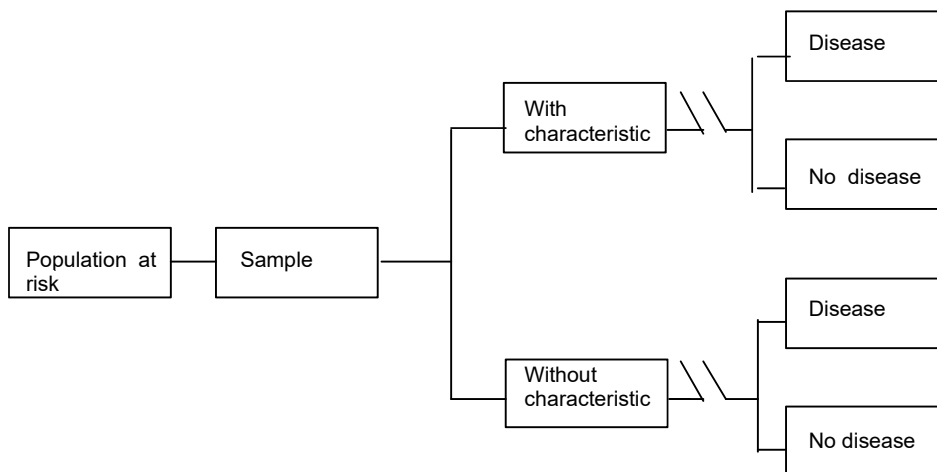 Disease
With
characteristic
No disease
Population at
risk
Sample
Disease
Without
characteristic
No disease